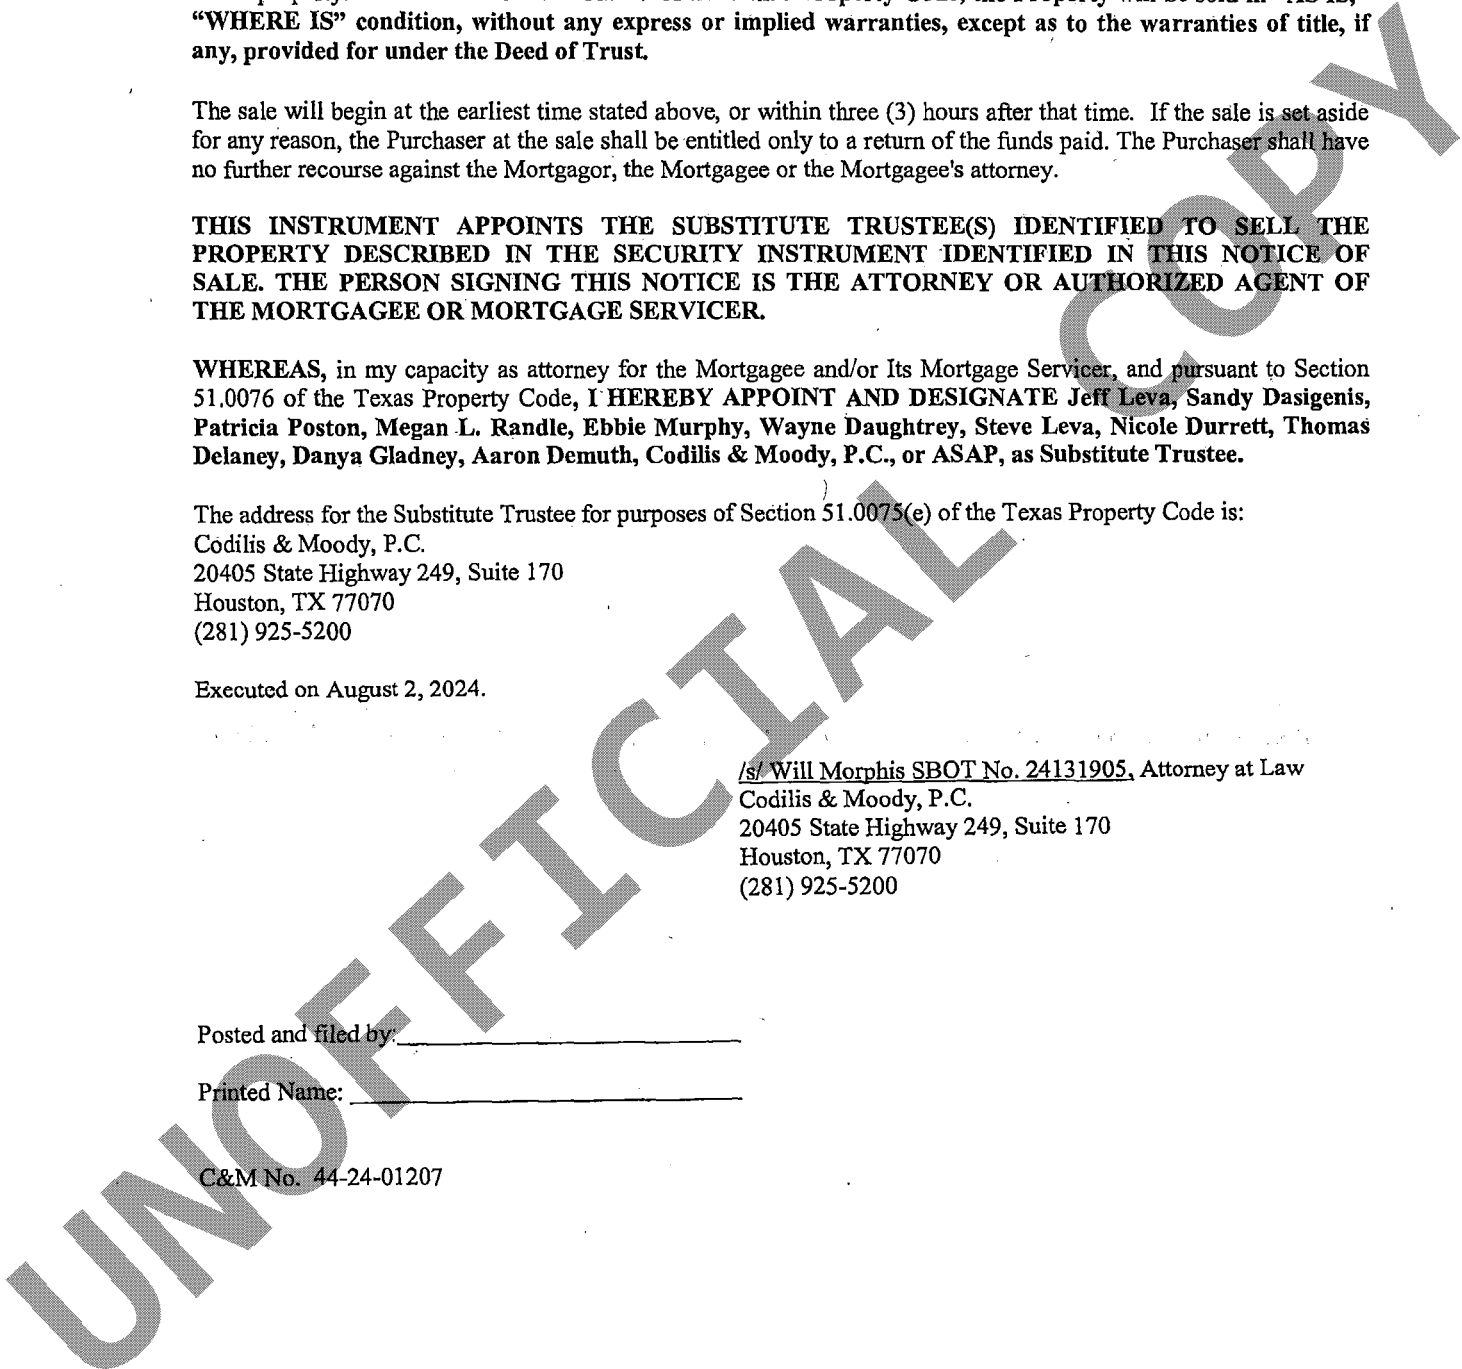 Property Code, the Property will be sold in "AS IS,"
"WHERE IS" condition, without any express or implied warranties, except as to the warranties of title, if
any, provided for under the Deed of Trust.
The sale will begin at the earliest time stated above, or within three (3) hours after that time. If the sale is set aside
for any reason, the Purchaser at the sale shall be entitled only to a return of the funds paid. The Purchaser shall have
no further recourse against the Mortgagor, the Mortgagee or the Mortgagee's attorney.
THIS INSTRUMENT APPOINTS THE SUBSTITUTE TRUSTEE(S) IDENTIFIED TO SELL THE
PROPERTY DESCRIBED IN THE SECURITY INSTRUMENT IDENTIFIED IN THIS NOTICE OF
SALE. THE PERSON SIGNING THIS NOTICE IS THE ATTORNEY OR AUTHORIZED AGENT OF
THE MORTGAGEE OR MORTGAGE SERVICER.
WHEREAS, in my capacity as attorney for the Mortgagee and/or Its Mortgage Servicer, and pursuant to Section
51.0076 of the Texas Property Code, I HEREBY APPOINT AND DESIGNATE Jeff Leva, Sandy Dasigenis,
Patricia Poston, Megan L. Randle, Ebbie Murphy, Wayne Daughtrey, Steve Leva, Nicole Durrett, Thomas
Delaney, Danya Gladney, Aaron Demuth, Codilis & Moody, P.C., or ASAP, as Substitute Trustee.
The address for the Substitute Trustee for purposes of Section 51.0075(e) of the Texas Property Code is:
Codilis & Moody, P.C.
20405 State Highway 249, Suite 170
Houston, TX 77070
(281) 925-5200
Executed on August 2, 2024.
/s/ Will Morphis SBOT No. 24131905, Attorney at Law
Codilis & Moody, P.C.
20405 State Highway 249, Suite 170
Houston, TX 77070
(281) 925-5200
Posted and filed by:
Printed Name:
C&M No. 44-24-01207
UNOFFICIAL COPY